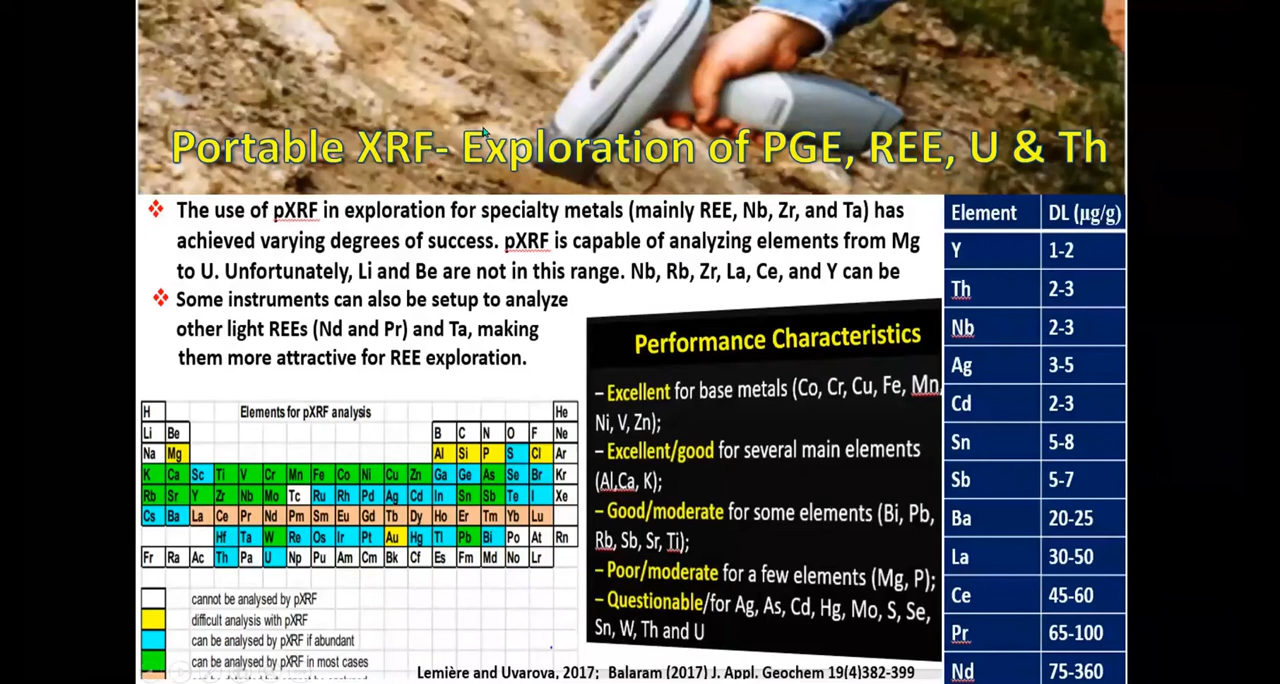 Portable XRF- Exploration of PGE, REE, U & Th
The use of pXRF in exploration for specialty metals (mainly REE, Nb, Zr, and Ta) has
achieved varying degrees of success. pXRF is capable of analyzing elements from Mg
to U. Unfortunately, Li and Be are not in this range. Nb, Rb, Zr, La, Ce, and Y can be
Some instruments can also be setup to analyze
other light REEs (Nd and Pr) and Ta, making
them more attractive for REE exploration.
H Elements for pXRF analysis He
Li Be B C N O F Ne
Na Mg Al Si P S Cl Ar
K Ca Sc Ti V Cr Mn Fe Co Ni Cu Zn Ga Ge As Se Br Kr
Rb Sr Y Zr Nb Mo Tc Ru Rh Pd Ag Cd In Sn Sb Te I Xe
Cs Ba La Ce Pr Nd Pm Sm Eu Gd Tb Dy Ho Er Tm Yb Lu
Hf Ta W Re Os Ir Pt Au Hg Tl Pb Bi Po At Rn
Fr Ra Ac Th Pa U Np Pu Am Cm Bk Cf Es Fm Md No Lr
cannot be analysed by pXRF
difficult analysis with pXRF
can be analysed by pXRF if abundant
can be analysed by pXRF in most cases
Performance Characteristics
– Excellent for base metals (Co, Cr, Cu, Fe, Mn,
Ni, V, Zn);
– Excellent/good for several main elements
(Al,Ca, K);
– Good/moderate for some elements (Bi, Pb,
Rb, Sb, Sr, Ti);
– Poor/moderate for a few elements (Mg, P);
– Questionable/for Ag, As, Cd, Hg, Mo, S, Se,
Sn, W, Th and U
Element DL (µg/g)
Y 1-2
Th 2-3
Nb 2-3
Ag 3-5
Cd 2-3
Sn 5-8
Sb 5-7
Ba 20-25
La 30-50
Ce 45-60
Pr 65-100
Nd 75-360
Lemière and Uvarova, 2017; Balaram (2017) J. Appl. Geochem 19(4)382-399